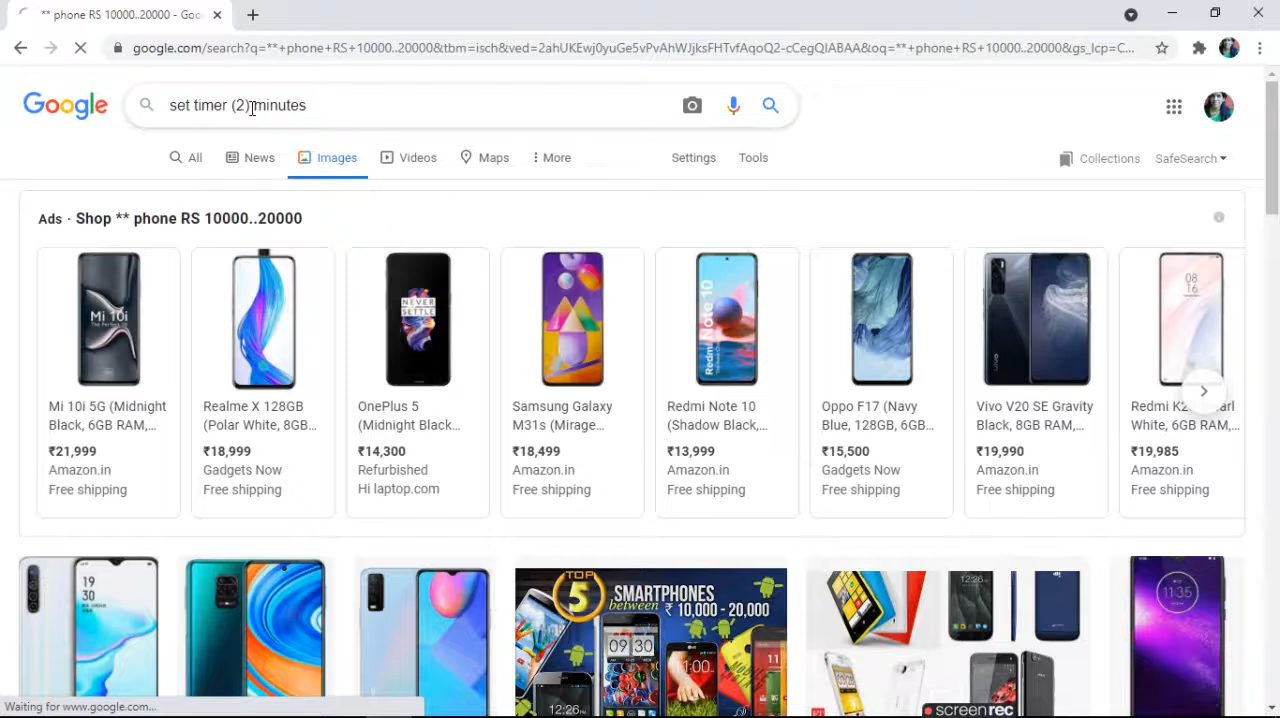 ** phone RS 10000..20000 - Goo
google.com/search?q=**+phone+RS+10000..20000&tbm=isch&ved=2ahUKEwj0yuGe5vPvAhWJjksFHTvfAqoQ2-cCegQIABAA&oq=**+phone+RS+10000..20000&gs_lcp=C...
Google
set timer (2)minutes
All
News
Images
Videos
Maps
More
Settings
Tools
Collections
SafeSearch
Ads · Shop ** phone RS 10000..20000
Mi 10i
NEVER
SETTLE
Redmi Note 10
vivo
08
16
Mi 10i 5G (Midnight
Black, 6GB RAM,...
₹21,999
Amazon.in
Free shipping
Realme X 128GB
(Polar White, 8GB...
₹18,999
Gadgets Now
Free shipping
OnePlus 5
(Midnight Black...
₹14,300
Refurbished
Hi laptop.com
Samsung Galaxy
M31s (Mirage...
₹18,499
Amazon.in
Free shipping
Redmi Note 10
(Shadow Black,...
₹13,999
Amazon.in
Free shipping
Oppo F17 (Navy
Blue, 128GB, 6GB...
₹15,500
Gadgets Now
Free shipping
Vivo V20 SE Gravity
Black, 8GB RAM,...
₹19,990
Amazon.in
Free shipping
Redmi K2
White, 6GB RAM,...
₹19,985
Amazon.in
Free shipping
19
30
TOP
5
SMARTPHONES
between ₹ 10,000 - 20,000
09 30
1:00
12:26
12:26
11:35
Waiting for www.google.com...
screenrec